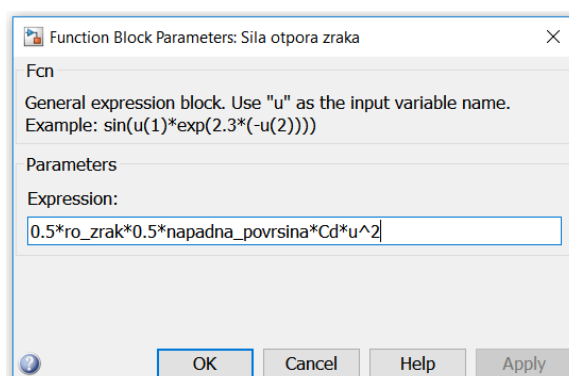 Function Block Parameters: Sila otpora zraka
Fcn
General expression block. Use "u" as the input variable name.
Example: sin(u(1)*exp(2.3*(-u(2))))
Parameters
Expression:
0.5*ro_zrak*0.5*napadna_povrsina*Cd*u^2
OK Cancel Help Apply